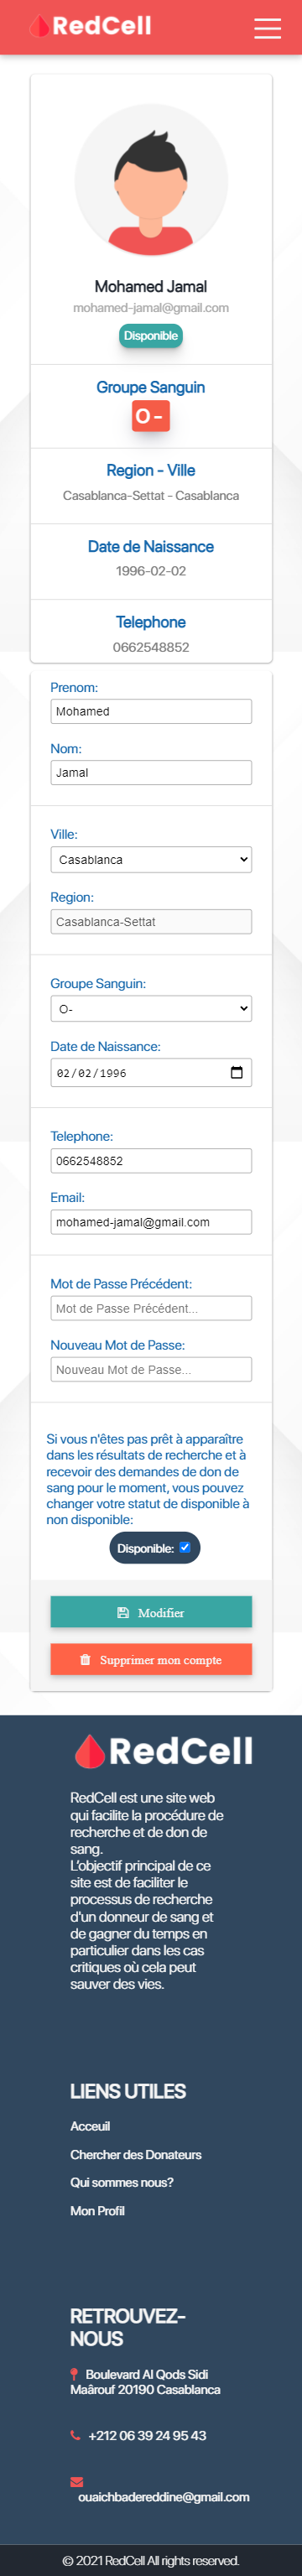 RedCell
Mohamed Jamal
mohamed-jamal@gmail.com
Disponible
Groupe Sanguin
O-
Region - Ville
Casablanca-Settat - Casablanca
Date de Naissance
1996-02-02
Telephone
0662548852
Prenom:
Mohamed
Nom:
Jamal
Ville:
Casablanca
Region:
Casablanca-Settat
Groupe Sanguin:
O-
Date de Naissance:
02/02/1996
Telephone:
0662548852
Email:
mohamed-jamal@gmail.com
Mot de Passe Précédent:
Mot de Passe Précédent...
Nouveau Mot de Passe:
Nouveau Mot de Passe...
Si vous n'êtes pas prêt à apparaître
dans les résultats de recherche et à
recevoir des demandes de don de
sang pour le moment, vous pouvez
changer votre statut de disponible à
non disponible:
Disponible:
Modifier
Supprimer mon compte
RedCell
RedCell est une site web
qui facilite la procédure de
recherche et de don de
sang.
L'objectif principal de ce
site est de faciliter le
processus de recherche
d'un donneur de sang et
de gagner du temps en
particulier dans les cas
critiques où cela peut
sauver des vies.
LIENS UTILES
Acceuil
Chercher des Donateurs
Qui sommes nous?
Mon Profil
RETROUVEZ-
NOUS
Boulevard Al Qods Sidi
Maârouf 20190 Casablanca
+212 06 39 24 95 43
ouaichbadereddine@gmail.com
© 2021 RedCell All rights reserved.